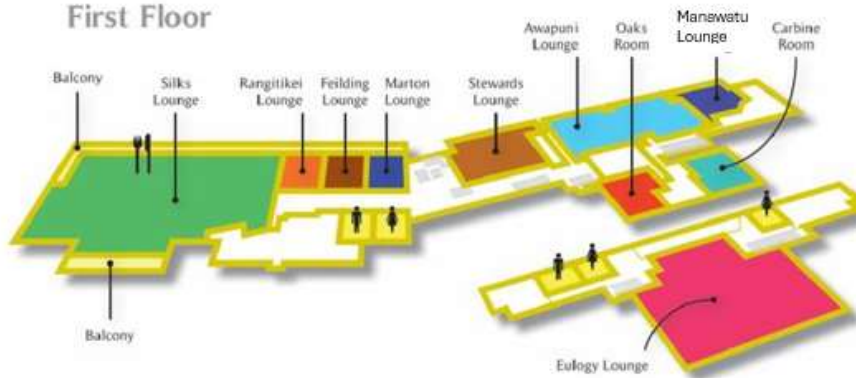 First Floor
Balcony
Silks
Lounge
Rangitikei
Lounge
Feilding
Lounge
Marton
Lounge
Stewards
Lounge
Awapuni
Lounge
Oaks
Room
Manawatu
Lounge
Carbine
Room
Balcony
Eulogy Lounge